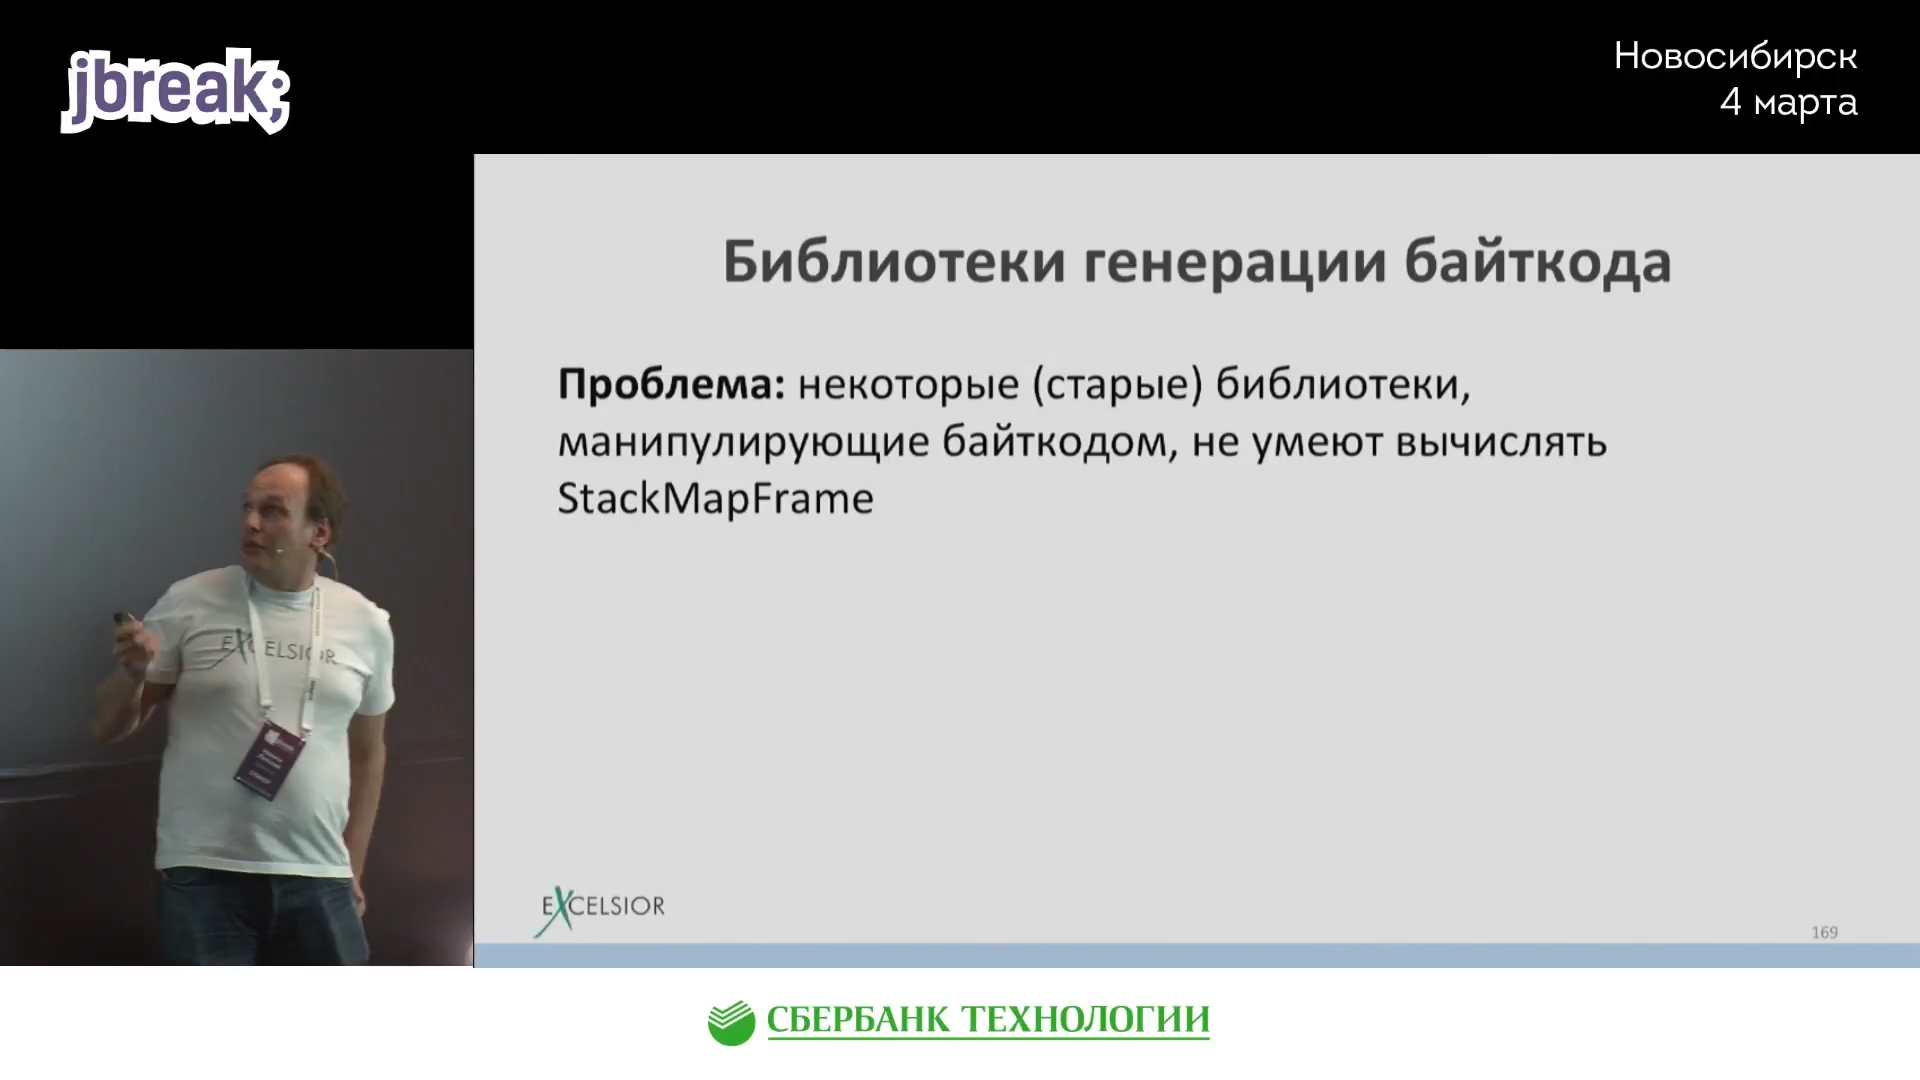 jbreak;
Новосибирск
4 марта
Библиотеки генерации байткода
Проблема: некоторые (старые) библиотеки,
манипулирующие байткодом, не умеют вычислять
StackMapFrame
EXCELSIOR
EXCELSIOR
169
СБЕРБАНК ТЕХНОЛОГИИ